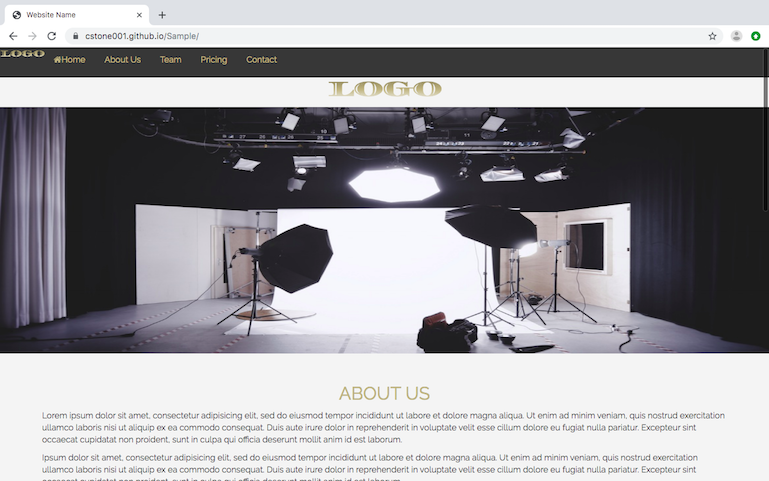 Website Name
cstone001.github.io/Sample/
LOGO Home About Us Team Pricing Contact
LOGO
ABOUT US
Lorem ipsum dolor sit amet, consectetur adipisicing elit, sed do eiusmod tempor incididunt ut labore et dolore magna aliqua. Ut enim ad minim veniam, quis nostrud exercitation
ullamco laboris nisi ut aliquip ex ea commodo consequat. Duis aute irure dolor in reprehenderit in voluptate velit esse cillum dolore eu fugiat nulla pariatur. Excepteur sint
occaecat cupidatat non proident, sunt in culpa qui officia deserunt mollit anim id est laborum.
Lorem ipsum dolor sit amet, consectetur adipisicing elit, sed do eiusmod tempor incididunt ut labore et dolore magna aliqua. Ut enim ad minim veniam, quis nostrud exercitation
ullamco laboris nisi ut aliquip ex ea commodo consequat. Duis aute irure dolor in reprehenderit in voluptate velit esse cillum dolore eu fugiat nulla pariatur. Excepteur sint